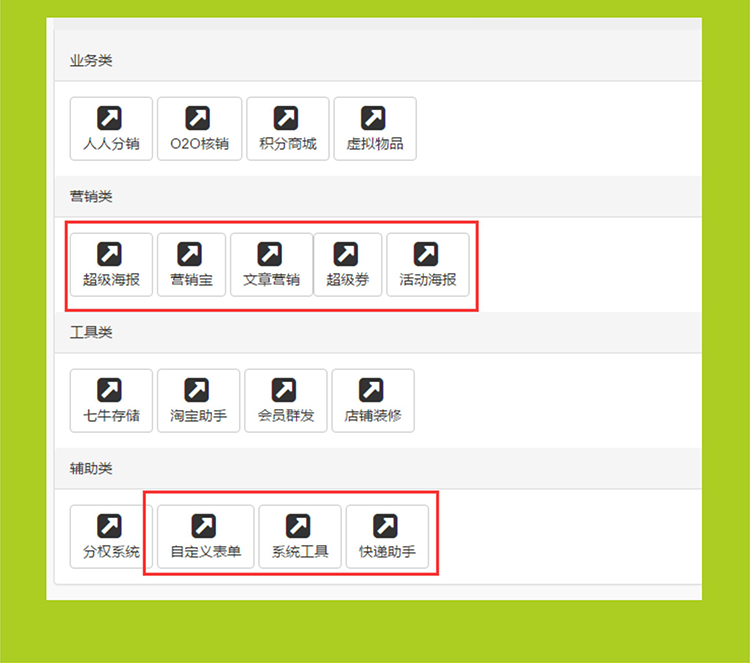 业务类
人人分销 O2O核销 积分商城 虚拟物品
营销类
超级海报 营销宝 文章营销 超级券 活动海报
工具类
七牛存储 淘宝助手 会员群发 店铺装修
辅助类
分权系统 自定义表单 系统工具 快递助手